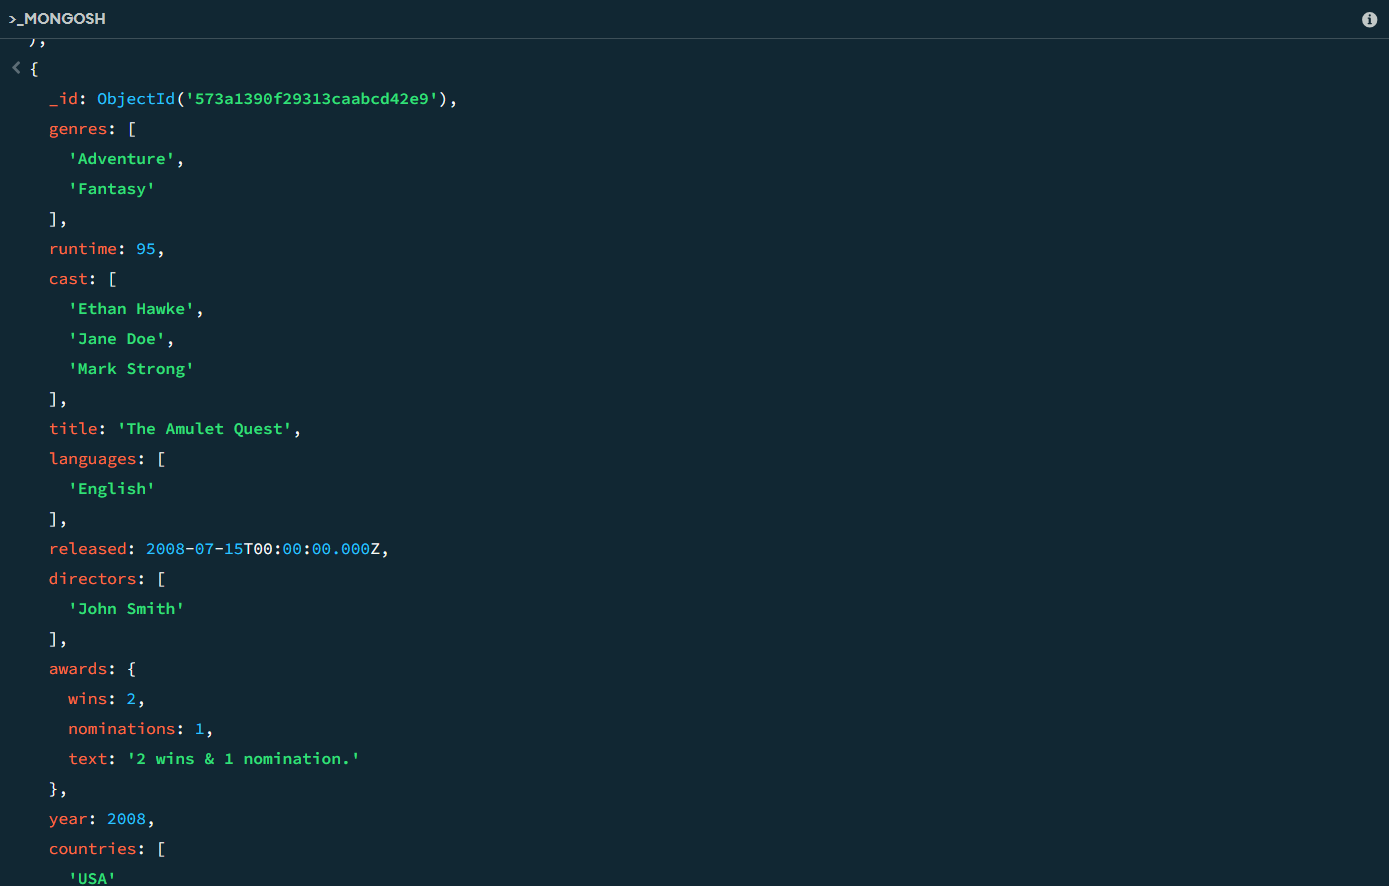 >_MONGOSH
);
{
_id: ObjectId('573a1390f29313caabcd42e9'),
genres: [
'Adventure',
'Fantasy'
],
runtime: 95,
cast: [
'Ethan Hawke',
'Jane Doe',
'Mark Strong'
],
title: 'The Amulet Quest',
languages: [
'English'
],
released: 2008-07-15T00:00:00.000Z,
directors: [
'John Smith'
],
awards: {
wins: 2,
nominations: 1,
text: '2 wins & 1 nomination.'
},
year: 2008,
countries: [
'USA'